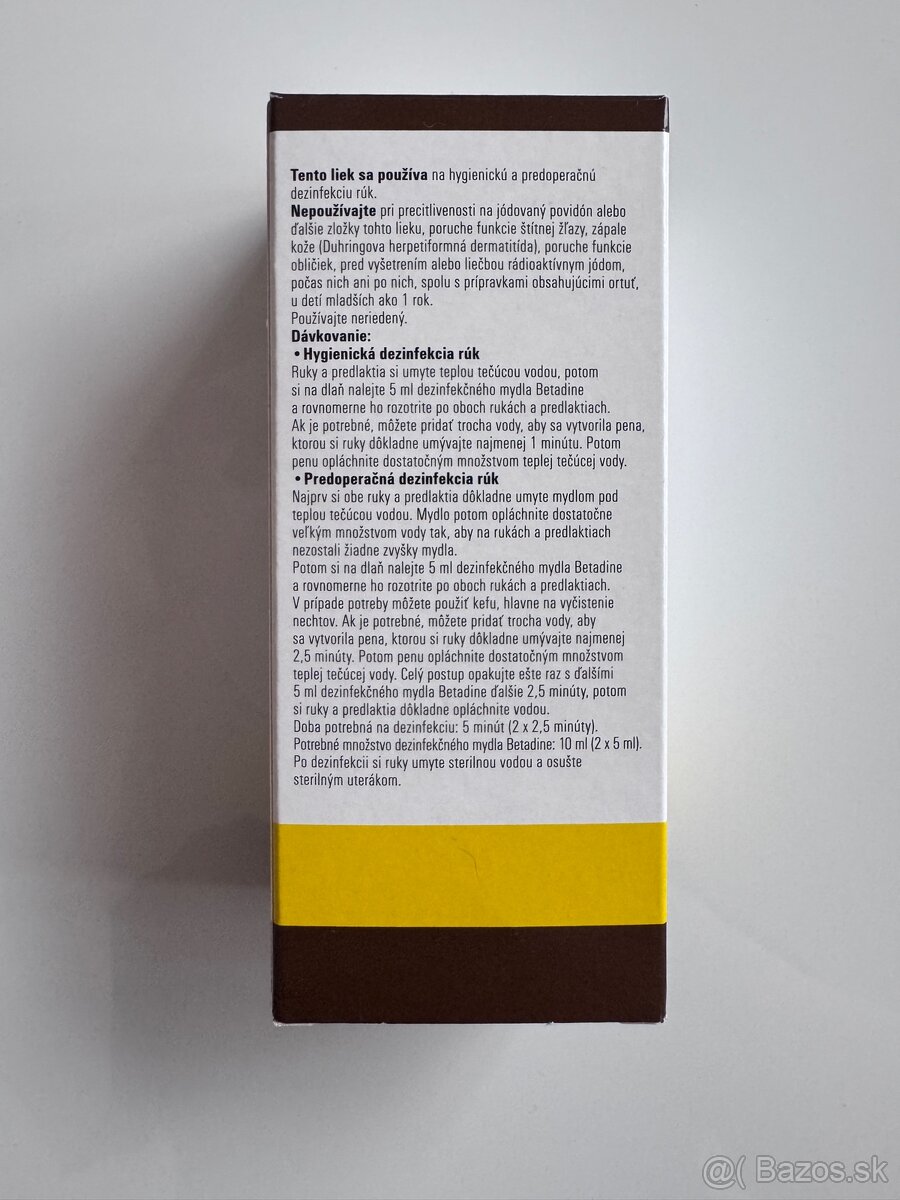 Tento liek sa používa na hygienickú a predoperačnú
dezinfekciu rúk.
Nepoužívajte pri precitlivenosti na jódovaný povidón alebo
ďalšie zložky tohto lieku, poruche funkcie štítnej žľazy, zápale
kože (Duhringova herpetiformná dermatitída), poruche funkcie
obličiek, pred vyšetrením alebo liečbou rádioaktívnym jódom,
počas nich ani po nich, spolu s prípravkami obsahujúcimi ortuť,
u detí mladších ako 1 rok.
Používajte neriedený.
Dávkovanie:
• Hygienická dezinfekcia rúk
Ruky a predlaktia si umyte teplou tečúcou vodou, potom
si na dlaň nalejte 5 ml dezinfekčného mydla Betadine
a rovnomerne ho rozotrite po oboch rukách a predlaktiach.
Ak je potrebné, môžete pridať trocha vody, aby sa vytvorila pena,
ktorou si ruky dôkladne umývajte najmenej 1 minútu. Potom
penu opláchnite dostatočným množstvom teplej tečúcej vody.
• Predoperačná dezinfekcia rúk
Najprv si obe ruky a predlaktia dôkladne umyte mydlom pod
teplou tečúcou vodou. Mydlo potom opláchnite dostatočne
veľkým množstvom vody tak, aby na rukách a predlaktiach
nezostali žiadne zvyšky mydla.
Potom si na dlaň nalejte 5 ml dezinfekčného mydla Betadine
a rovnomerne ho rozotrite po oboch rukách a predlaktiach.
V prípade potreby môžete použiť kefu, hlavne na vyčistenie
nechtov. Ak je potrebné, môžete pridať trocha vody, aby
sa vytvorila pena, ktorou si ruky dôkladne umývajte najmenej
2,5 minúty. Potom penu opláchnite dostatočným množstvom
teplej tečúcej vody. Celý postup opakujte ešte raz s ďalšími
5 ml dezinfekčného mydla Betadine ďalšie 2,5 minúty, potom
si ruky a predlaktia dôkladne opláchnite vodou.
Doba potrebná na dezinfekciu: 5 minút (2 x 2,5 minúty).
Potrebné množstvo dezinfekčného mydla Betadine: 10 ml (2 x 5 ml).
Po dezinfekcii si ruky umyte sterilnou vodou a osušte
sterilným uterákom.
@( Bazos.sk